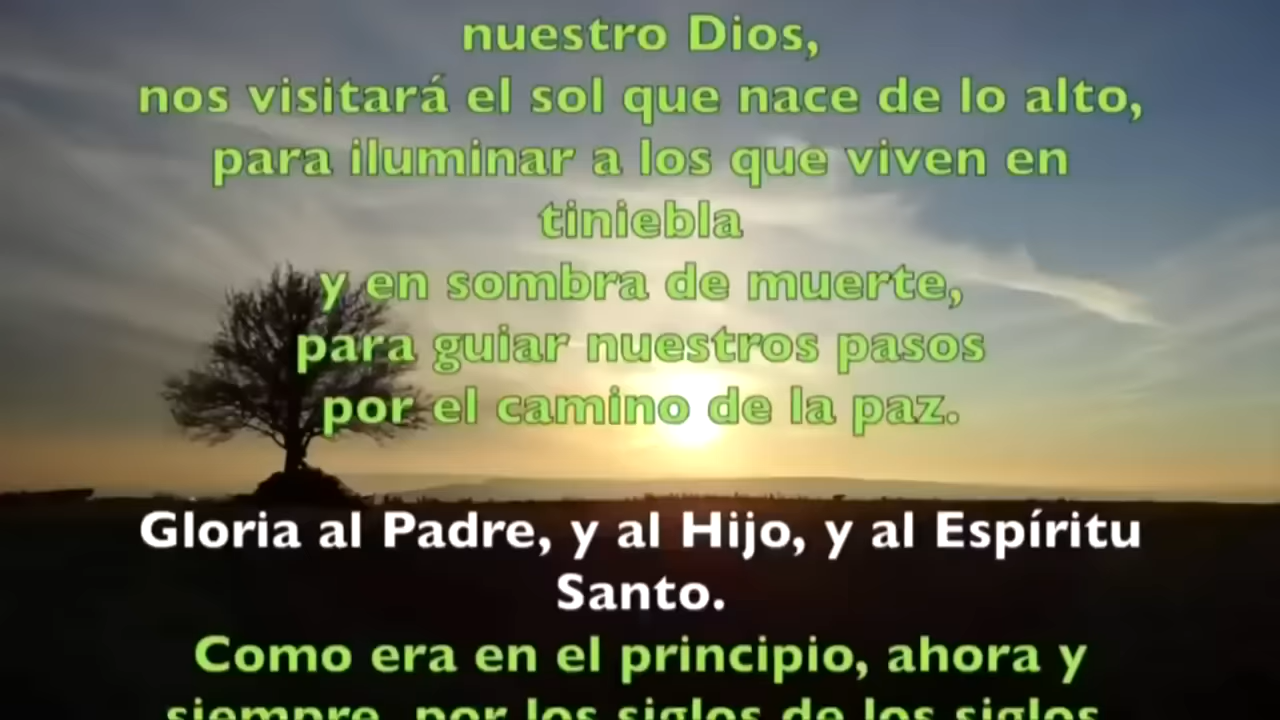 nuestro Dios,
nos visitará el sol que nace de lo alto,
para iluminar a los que viven en
tiniebla
y en sombra de muerte,
para guiar nuestros pasos
por el camino de la paz.
Gloria al Padre, y al Hijo, y al Espíritu
Santo.
Como era en el principio, ahora y
siempre, por los siglos de los siglos